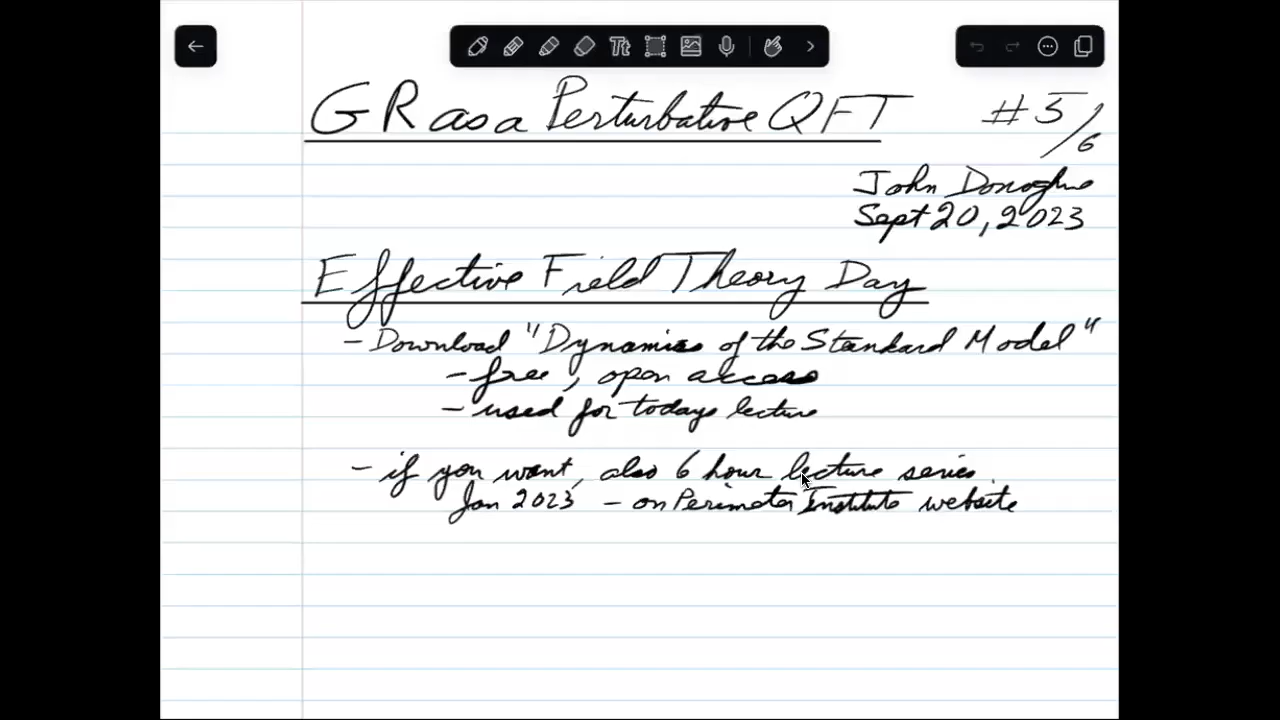 GR as a Perturbative QFT #5/6
John Donoghue
Sept 20, 2023
Effective Field Theory Day
- Download "Dynamics of the Standard Model"
- free, open access
- used for todays lecture
- if you want, also 6 hour lecture series
Jan 2023 - on Perimeter Institute website